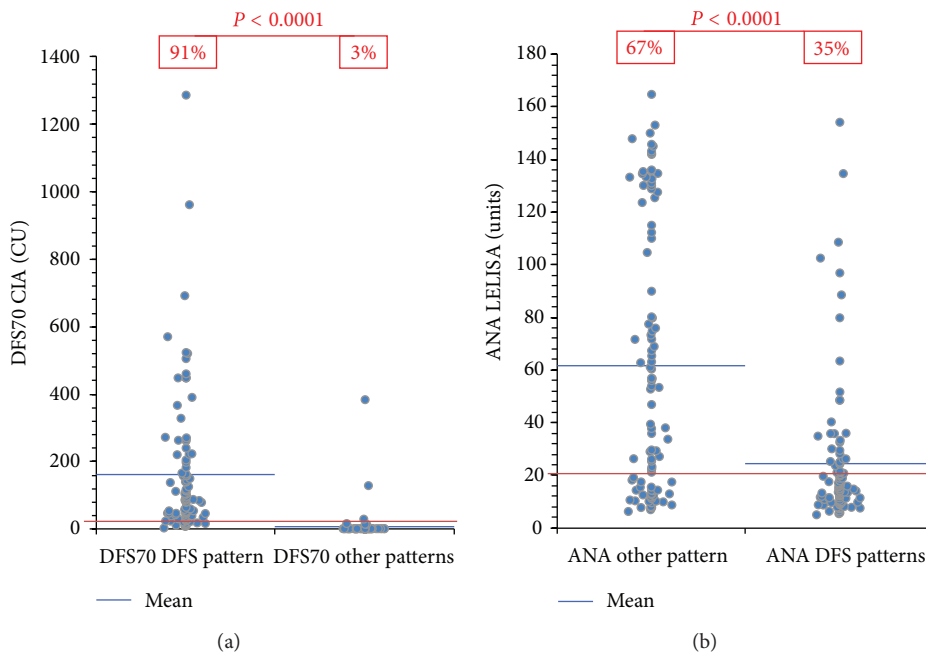 P < 0.0001
91%
3%
1400
1200
1000
800
600
400
200
0
DFS70 CIA (CU)
DFS70 DFS pattern
DFS70 other patterns
Mean
(a)
P < 0.0001
67%
35%
180
160
140
120
100
80
60
40
20
0
ANA LELISA (units)
ANA other pattern
ANA DFS patterns
Mean
(b)